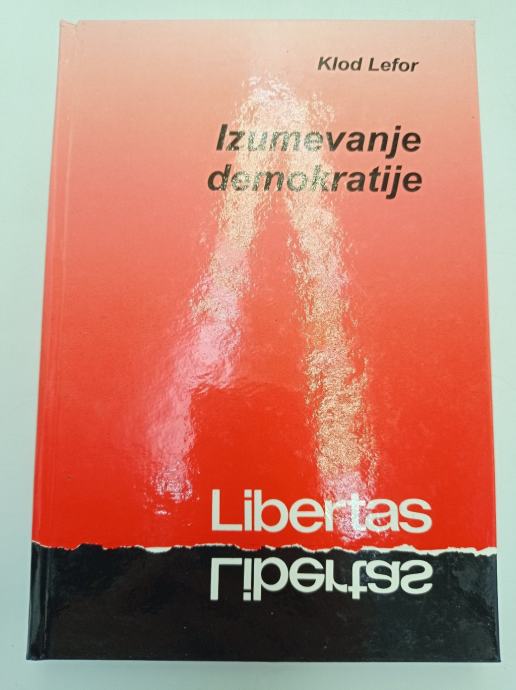 Klod Lefor
Izumevanje
demokratije
Libertas
Libertas